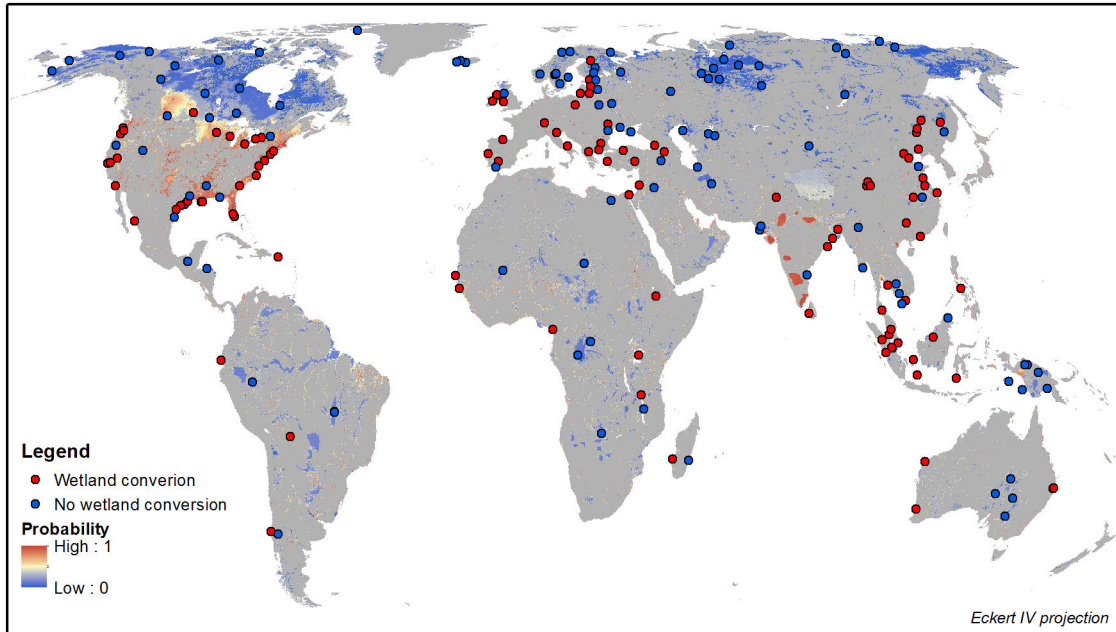 Legend
Wetland converion
No wetland conversion
Probability
High : 1
Low : 0
Eckert IV projection